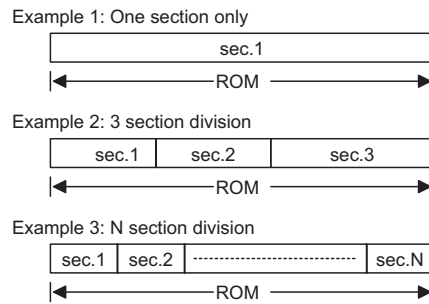 Example 1: One section only
sec.1
ROM
Example 2: 3 section division
sec.1 sec.2 sec.3
ROM
Example 3: N section division
sec.1 sec.2 sec.N
ROM